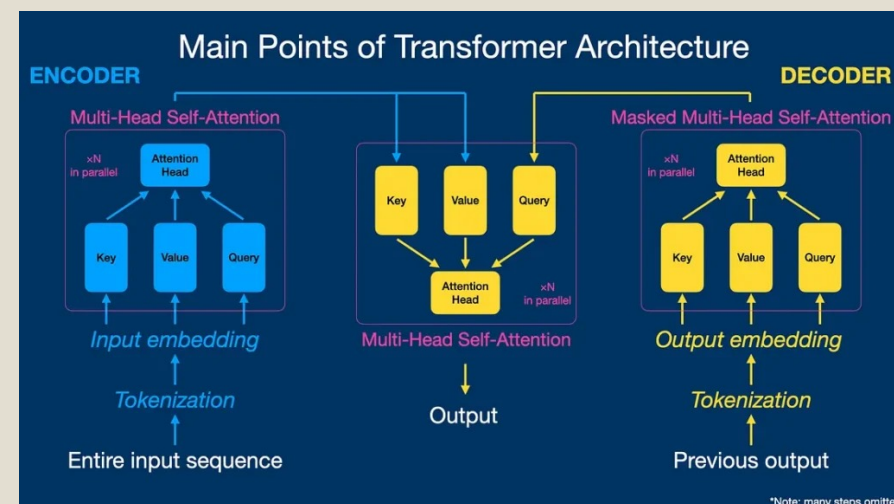 Main Points of Transformer Architecture
ENCODER
DECODER
Multi-Head Self-Attention
×N
in parallel
Attention
Head
Key
Value
Query
Input embedding
Tokenization
Entire input sequence
Key
Value
Query
Attention
Head
×N
in parallel
Multi-Head Self-Attention
Output
Masked Multi-Head Self-Attention
×N
in parallel
Attention
Head
Key
Value
Query
Output embedding
Tokenization
Previous output
*Note: many steps omitte